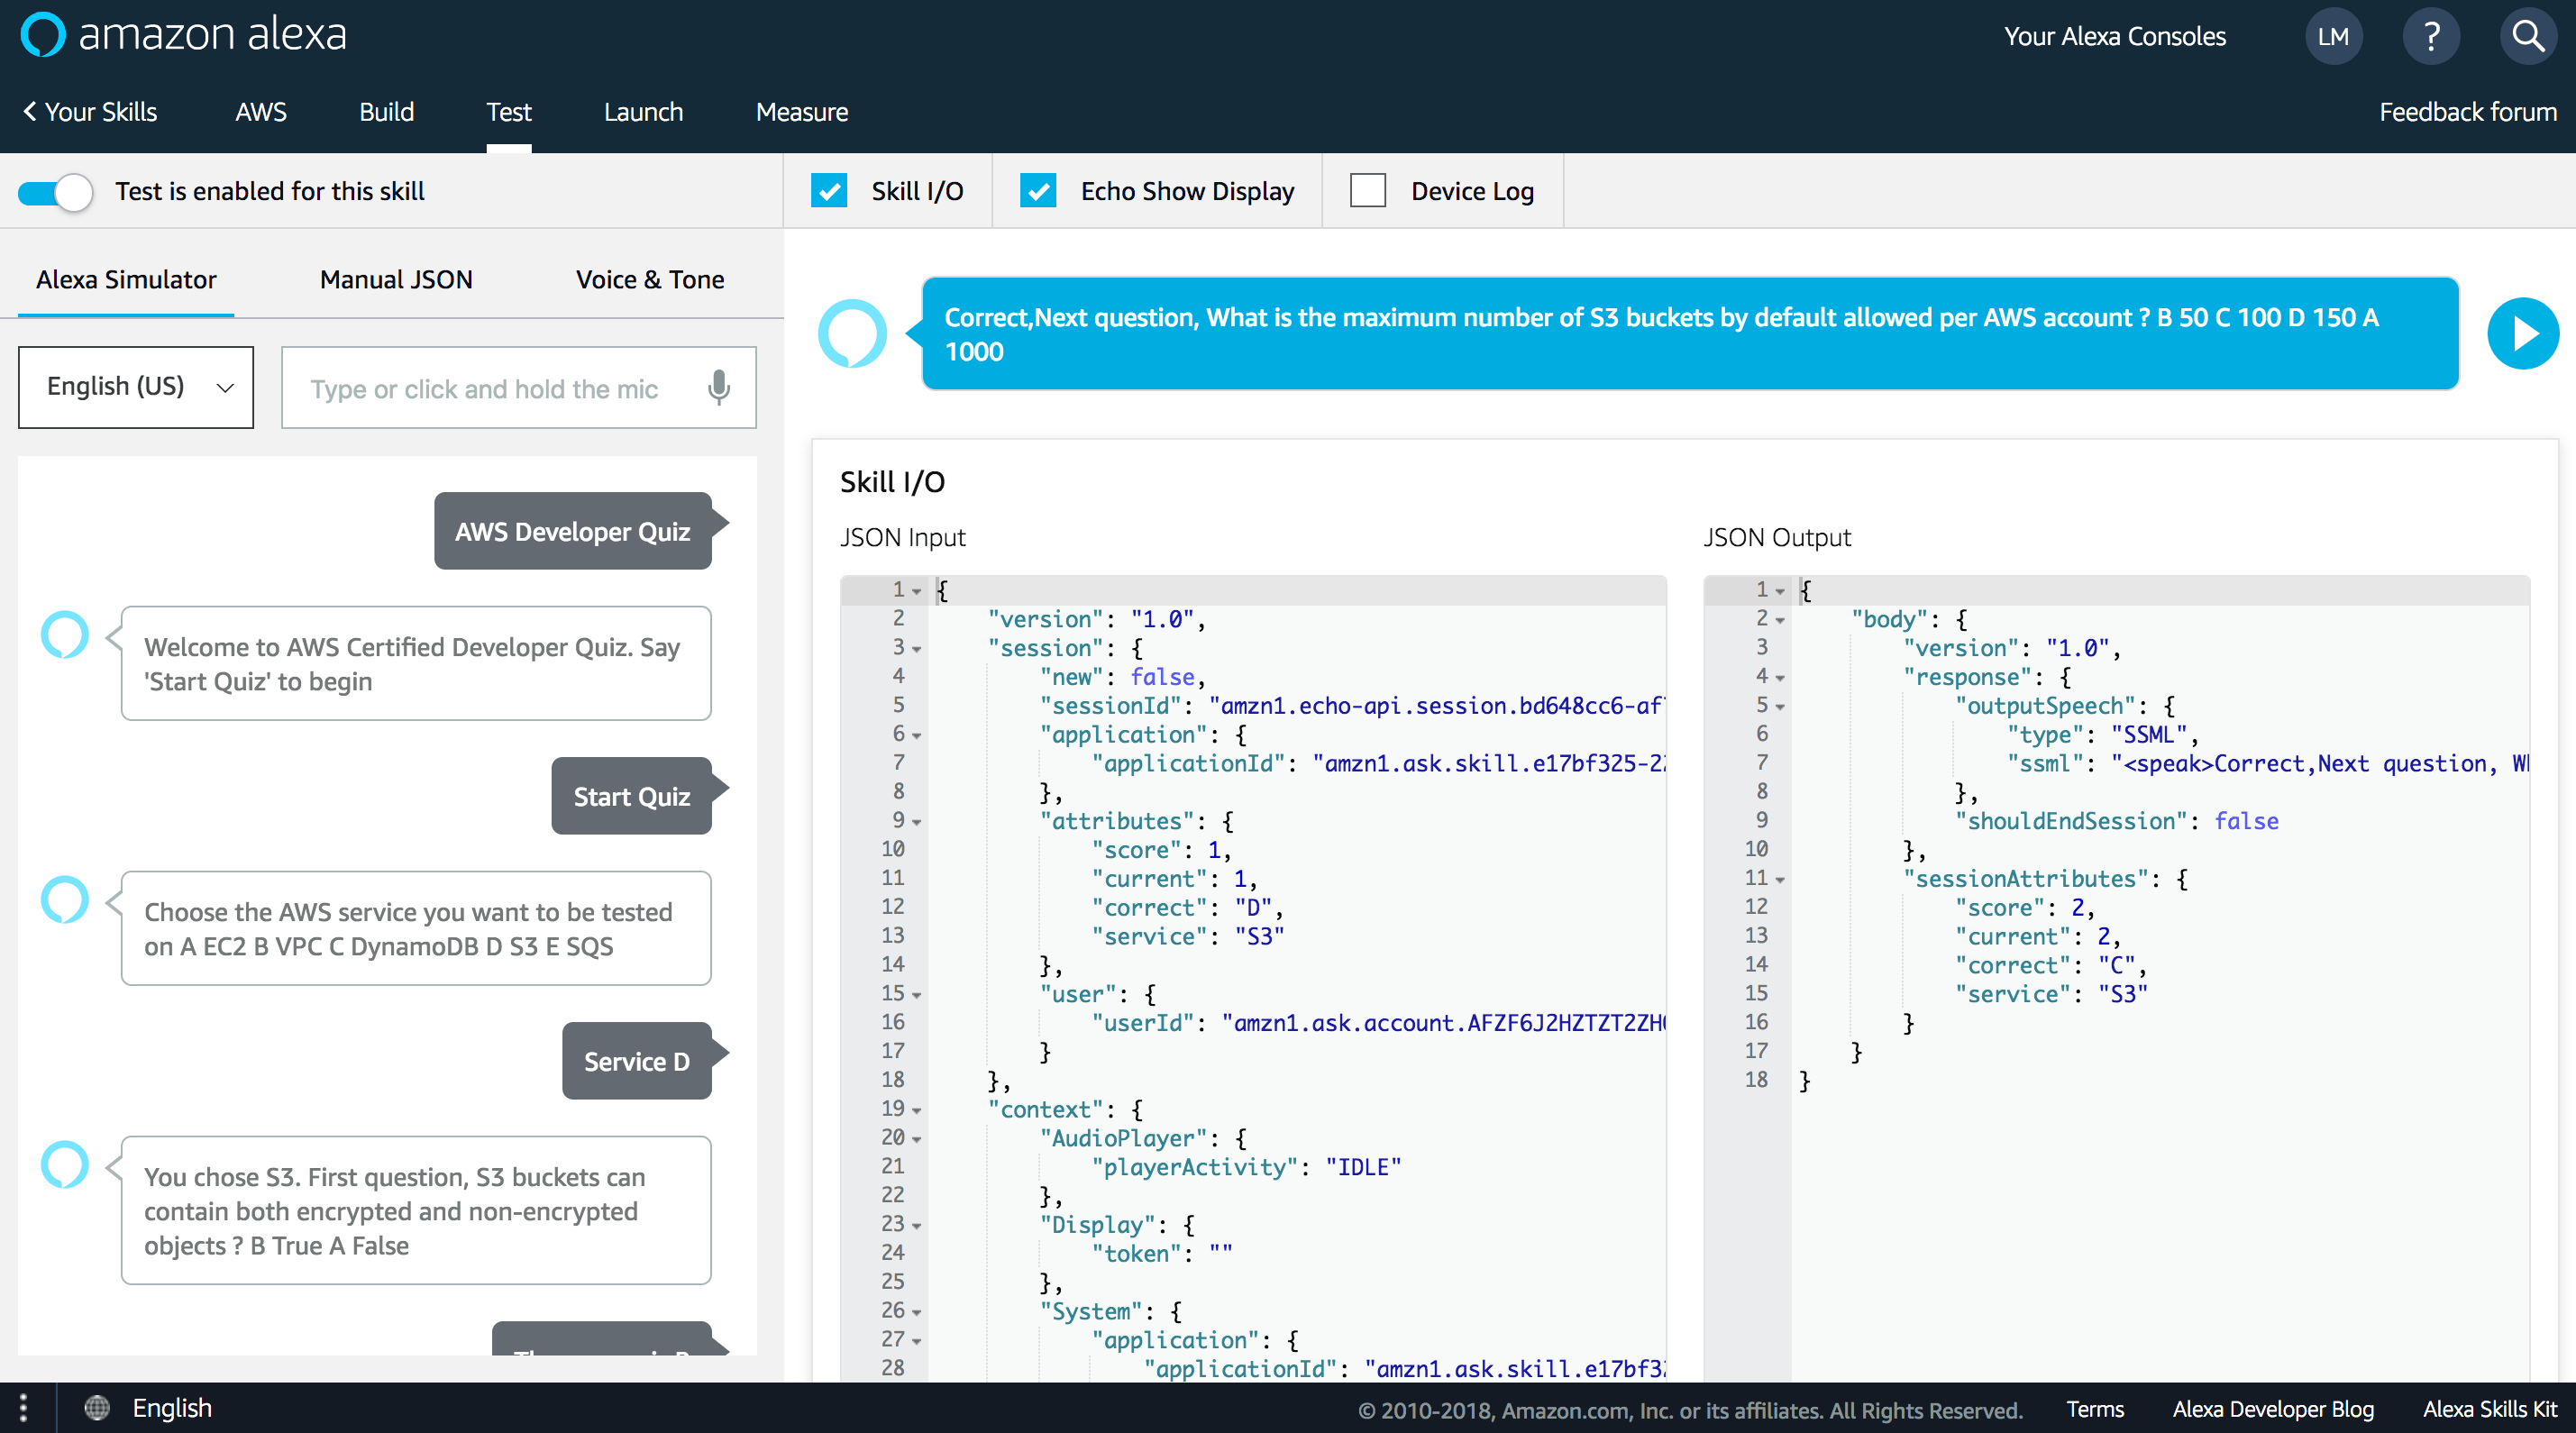 amazon alexa
Your Alexa Consoles
LM
?
Your Skills
AWS
Build
Test
Launch
Measure
Feedback forum
Test is enabled for this skill
Skill I/O
Echo Show Display
Device Log
Alexa Simulator
Manual JSON
Voice & Tone
English (US)
Type or click and hold the mic
AWS Developer Quiz
Welcome to AWS Certified Developer Quiz. Say
'Start Quiz' to begin
Start Quiz
Choose the AWS service you want to be tested
on A EC2 B VPC C DynamoDB D S3 E SQS
Service D
You chose S3. First question, S3 buckets can
contain both encrypted and non-encrypted
objects ? B True A False
Correct,Next question, What is the maximum number of S3 buckets by default allowed per AWS account ? B 50 C 100 D 150 A
1000
Skill I/O
JSON Input
1 {
2 "version": "1.0",
3 "session": {
4 "new": false,
5 "sessionId": "amzn1.echo-api.session.bd648cc6-af
6 "application": {
7 "applicationId": "amzn1.ask.skill.e17bf325-22
8 },
9 "attributes": {
10 "score": 1,
11 "current": 1,
12 "correct": "D",
13 "service": "S3"
14 },
15 "user": {
16 "userId": "amzn1.ask.account.AFZF6J2HZTZT2ZH
17 }
18 },
19 "context": {
20 "AudioPlayer": {
21 "playerActivity": "IDLE"
22 },
23 "Display": {
24 "token": ""
25 },
26 "System": {
27 "application": {
28 "applicationId": "amzn1.ask.skill.e17bf32
JSON Output
1 {
2 "body": {
3 "version": "1.0",
4 "response": {
5 "outputSpeech": {
6 "type": "SSML",
7 "ssml": "<speak>Correct,Next question, Wh
8 },
9 "shouldEndSession": false
10 },
11 "sessionAttributes": {
12 "score": 2,
13 "current": 2,
14 "correct": "C",
15 "service": "S3"
16 }
17 }
18 }
English
© 2010-2018, Amazon.com, Inc. or its affiliates. All Rights Reserved.
Terms
Alexa Developer Blog
Alexa Skills Kit